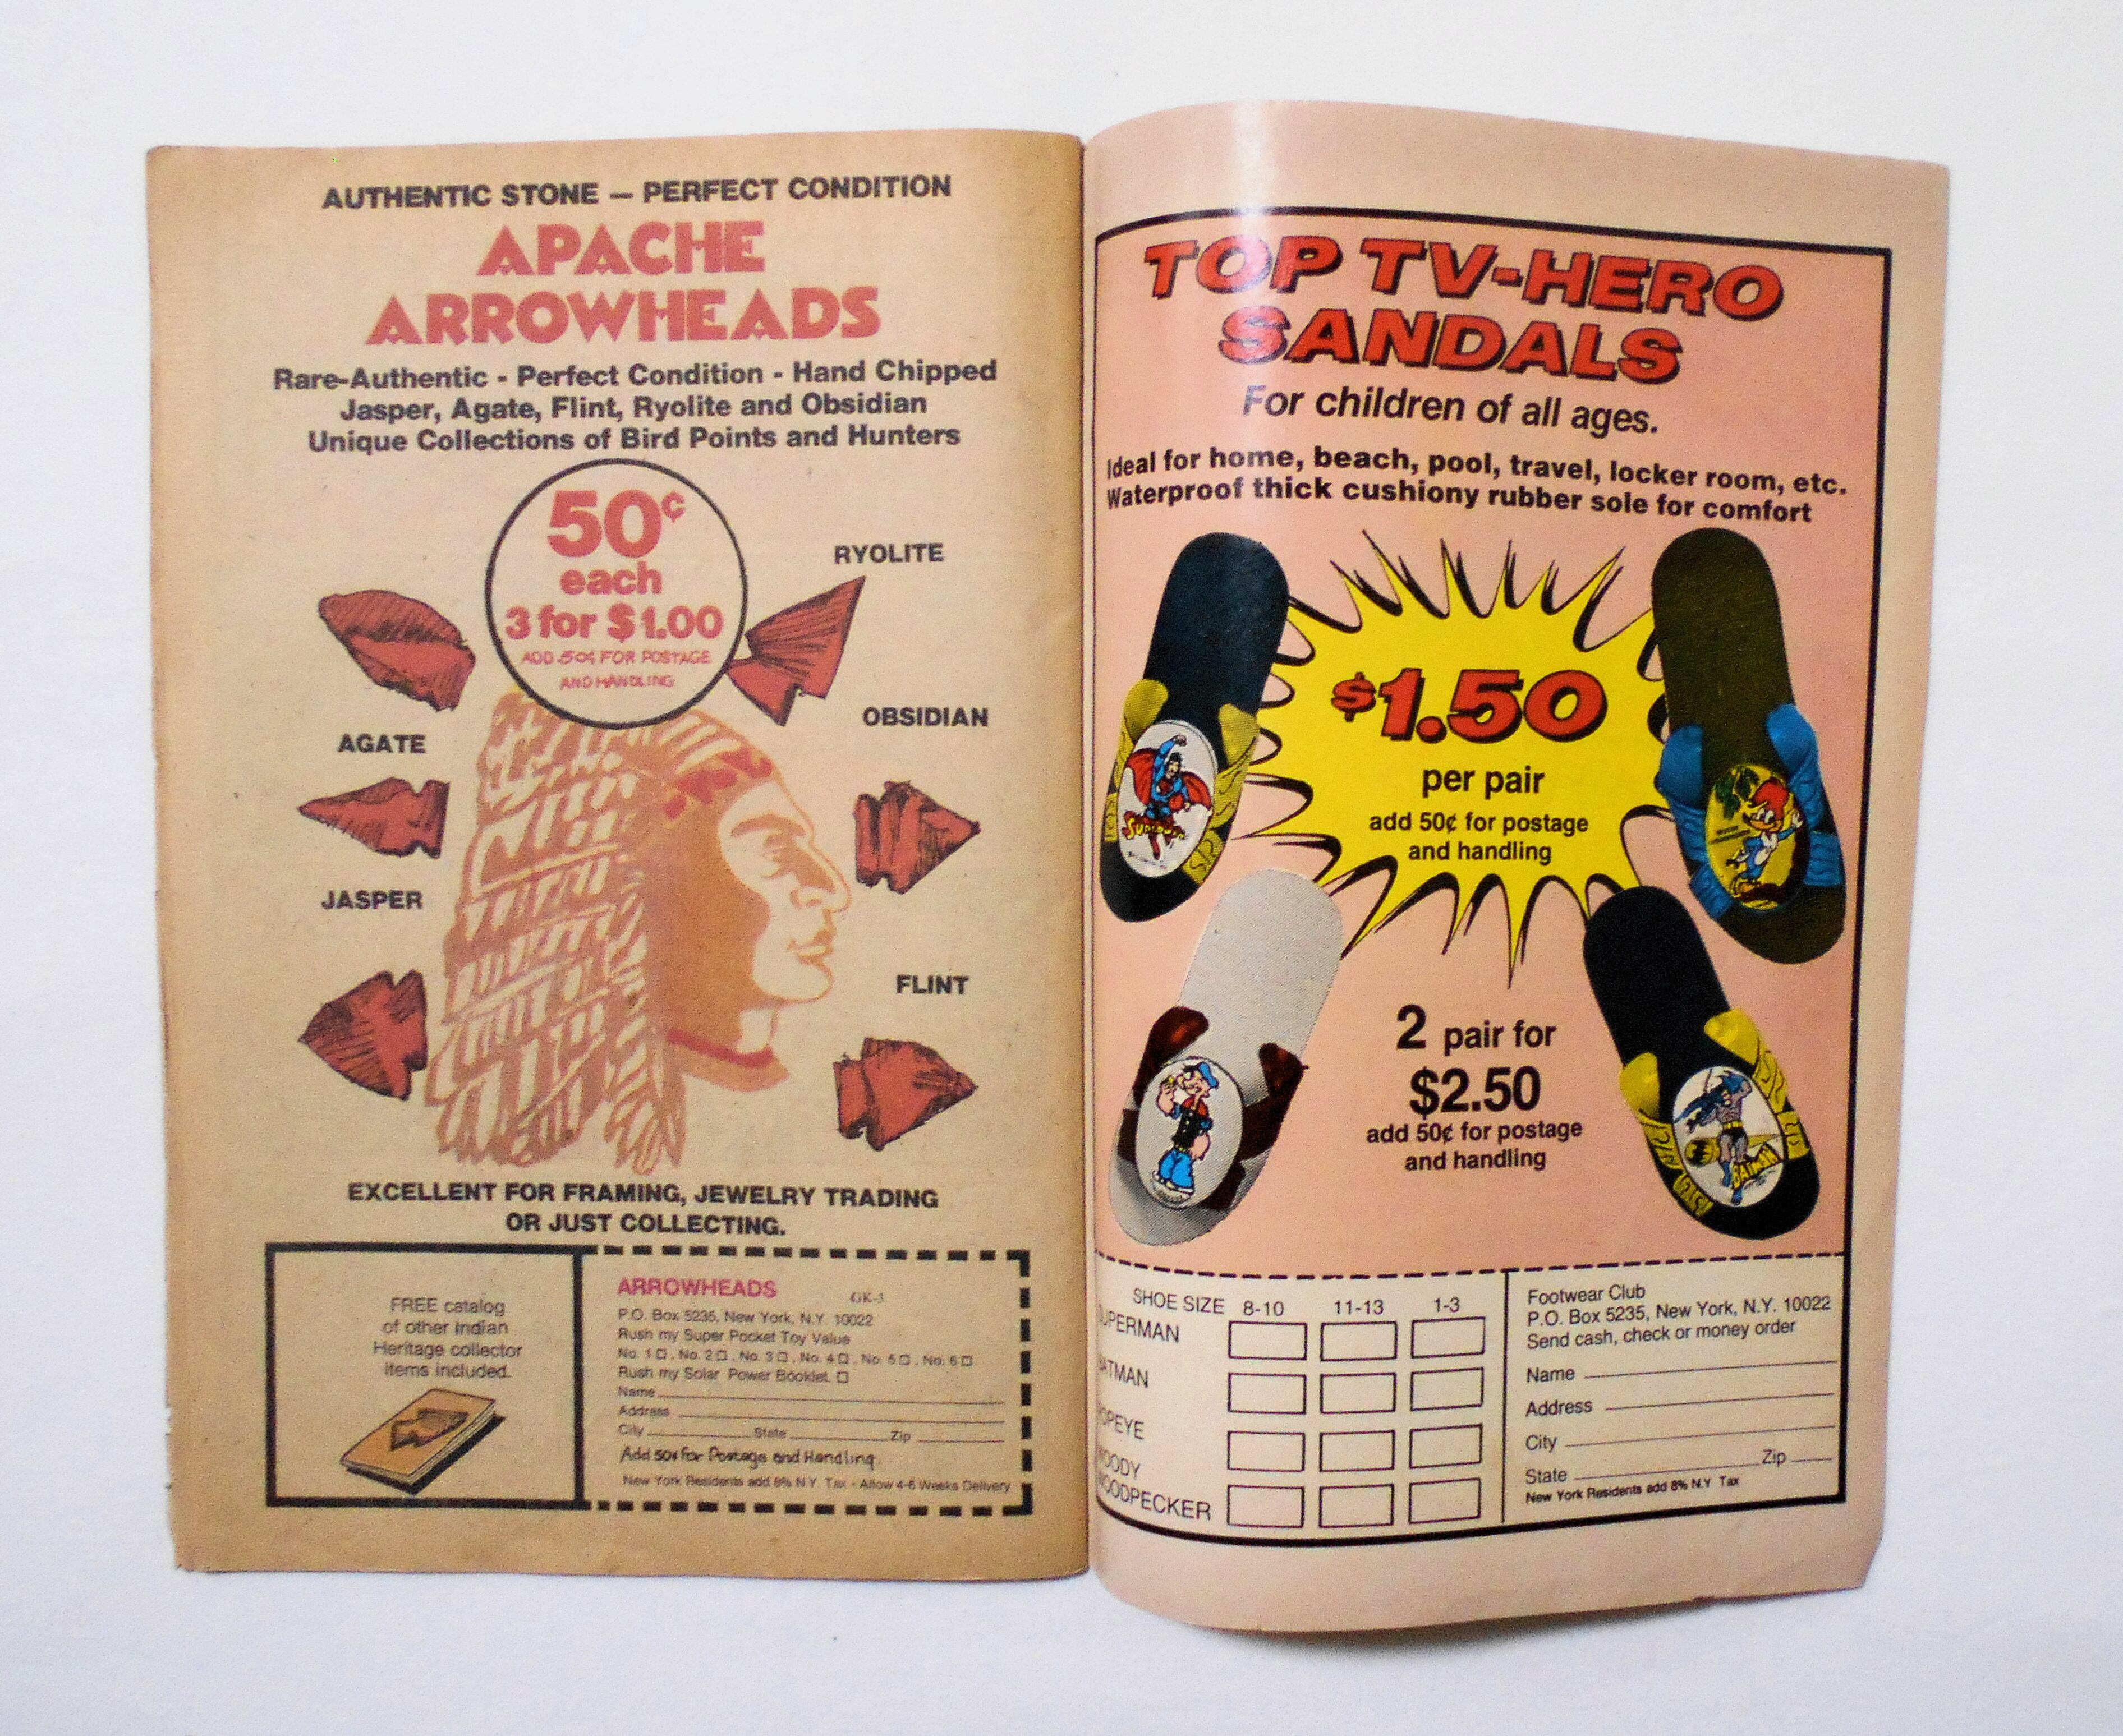 AUTHENTIC STONE — PERFECT CONDITION
APACHE
ARROWHEADS
Rare-Authentic - Perfect Condition - Hand Chipped
Jasper, Agate, Flint, Ryolite and Obsidian
Unique Collections of Bird Points and Hunters
50¢
each
3 for $1.00
ADD 50¢ FOR POSTAGE
AND HANDLING
RYOLITE
OBSIDIAN
AGATE
JASPER
FLINT
EXCELLENT FOR FRAMING, JEWELRY TRADING
OR JUST COLLECTING.
FREE catalog
of other Indian
Heritage collector
items included.
ARROWHEADS
GK-3
P.O. Box 5235, New York, N.Y. 10022
Rush my Super Pocket Toy Value
No. 1 ☐, No. 2 ☐, No. 3 ☐, No. 4 ☐, No. 5 ☐, No. 6 ☐
Rush my Solar Power Booklet. ☐
Name
Address
City State Zip
Add 50¢ for Postage and Handling
New York Residents add 8% N.Y Tax - Allow 4-6 Weeks Delivery
TOP TV-HERO
SANDALS
For children of all ages.
Ideal for home, beach, pool, travel, locker room, etc.
Waterproof thick cushiony rubber sole for comfort
$1.50
per pair
add 50¢ for postage
and handling
SUPERMAN
2 pair for
$2.50
add 50¢ for postage
and handling
BATMAN
SHOE SIZE 8-10 11-13 1-3
UPERMAN
ATMAN
OPEYE
OODY
OODPECKER
Footwear Club
P.O. Box 5235, New York, N.Y. 10022
Send cash, check or money order
Name
Address
City
State Zip
New York Residents add 8% N.Y Tax